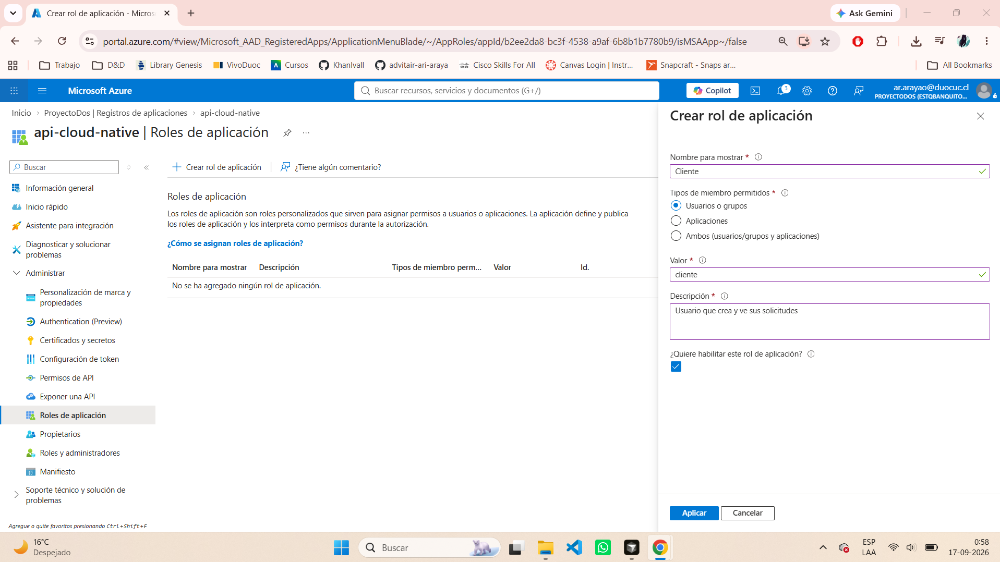 Crear rol de aplicación - Micros
Ask Gemini
portal.azure.com/#view/Microsoft_AAD_RegisteredApps/ApplicationMenuBlade/~/AppRoles/appId/b2ee2da8-bc3f-4538-a9af-6b8b1b7780b9/isMSAApp~/false
Trabajo
D&D
Library Genesis
VivoDuoc
Cursos
Khanlvall
advitair-ari-araya
Cisco Skills For All
Canvas Login | Instr...
Snapcraft - Snaps ar...
All Bookmarks
Microsoft Azure
Buscar recursos, servicios y documentos (G+/)
Copilot
3
ar.arayao@duocuc.cl
PROYECTODOS (ESTQBANQUITO...
Inicio > ProyectoDos | Registros de aplicaciones > api-cloud-native
api-cloud-native | Roles de aplicación
...
Buscar
Información general
Inicio rápido
Asistente para integración
Diagnosticar y solucionar
problemas
Administrar
Personalización de marca y
propiedades
Authentication (Preview)
Certificados y secretos
Configuración de token
Permisos de API
Exponer una API
Roles de aplicación
Propietarios
Roles y administradores
Manifiesto
Soporte técnico y solución de
problemas
Agregue o quite favoritos presionando Ctrl+Shift+F
Crear rol de aplicación
¿Tiene algún comentario?
Roles de aplicación
Los roles de aplicación son roles personalizados que sirven para asignar permisos a usuarios o aplicaciones. La aplicación define y publica
los roles de aplicación y los interpreta como permisos durante la autorización.
¿Cómo se asignan roles de aplicación?
Nombre para mostrar Descripción Tipos de miembro perm... Valor Id.
No se ha agregado ningún rol de aplicación.
Crear rol de aplicación
Nombre para mostrar *
Cliente
Tipos de miembro permitidos *
Usuarios o grupos
Aplicaciones
Ambos (usuarios/grupos y aplicaciones)
Valor *
cliente
Descripción *
Usuario que crea y ve sus solicitudes
¿Quiere habilitar este rol de aplicación?
Aplicar
Cancelar
16°C
Despejado
Buscar
ESP
LAA
0:58
17-09-2026